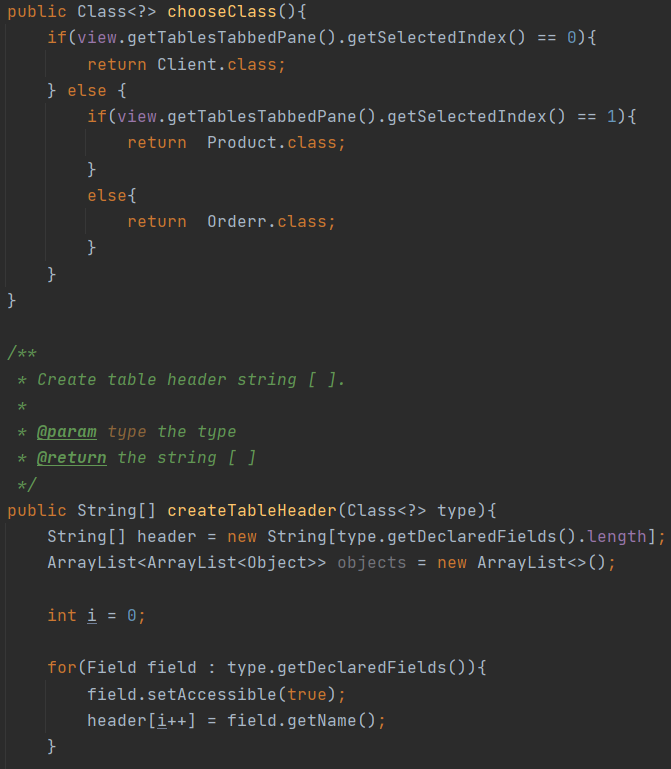 public Class<?> chooseClass(){
    if(view.getTablesTabbedPane().getSelectedIndex() == 0){
        return Client.class;
    } else {
        if(view.getTablesTabbedPane().getSelectedIndex() == 1){
            return  Product.class;
        }
        else{
            return  Orderr.class;
        }
    }
}

/**
 * Create table header string [ ].
 *
 * @param type the type
 * @return the string [ ]
 */
public String[] createTableHeader(Class<?> type){
    String[] header = new String[type.getDeclaredFields().length];
    ArrayList<ArrayList<Object>> objects = new ArrayList<>();

    int i = 0;

    for(Field field : type.getDeclaredFields()){
        field.setAccessible(true);
        header[i++] = field.getName();
    }